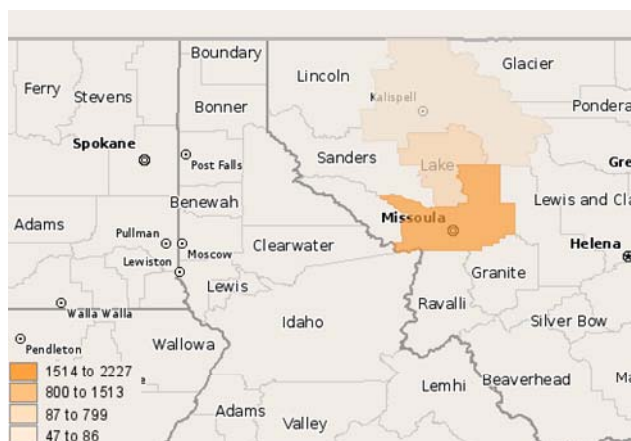 Boundary
Lincoln
Glacier
Ferry
Stevens
Bonner
Kalispell
Pondera
Spokane
Post Falls
Sanders
Lake
Gre
Benewah
Lewis and Cla
Adams
Pullman
Moscow
Missoula
Clearwater
Helena
Lewiston
Lewis
Granite
Ravalli
Walla Walla
Idaho
Silver Bow
Pendleton
Wallowa
1514 to 2227
Lemhi
Beaverhead
Ma
800 to 1513
87 to 799
Adams
Valley
47 to 86